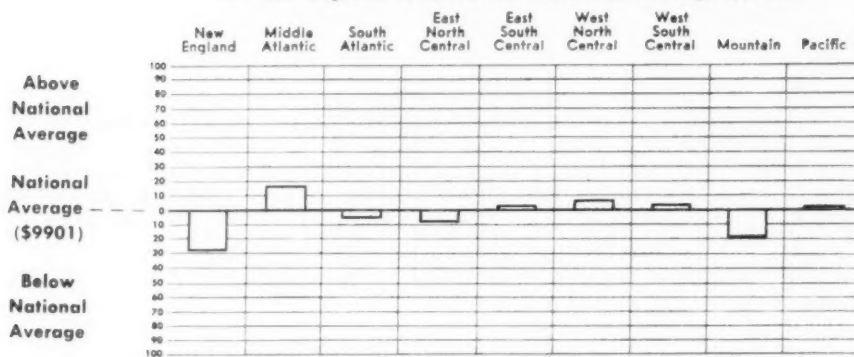 New England
Middle Atlantic
South Atlantic
East North Central
East South Central
West North Central
West South Central
Mountain
Pacific
Above
National
Average
National
Average
($9901)
Below
National
Average
100
90
80
70
60
50
40
30
20
10
0
10
20
30
40
50
60
70
80
90
100